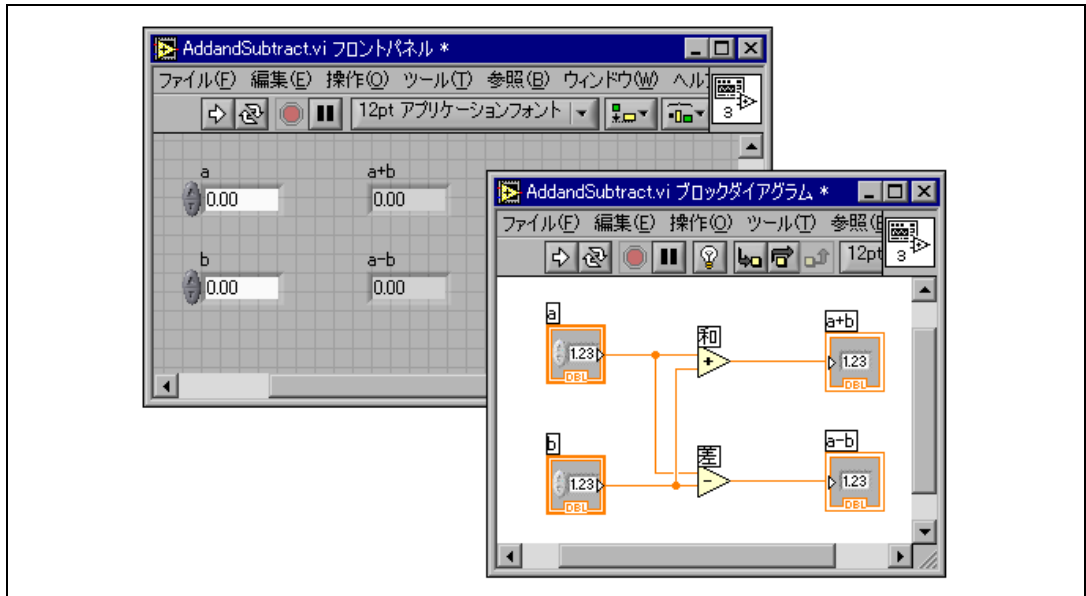 AddandSubtract.vi フロントパネル *
ファイル(F) 編集(E) 操作(O) ツール(T) 参照(B) ウィンドウ(W) ヘル
12pt アプリケーションフォント
3
a
a+b
0.00
0.00
b
a-b
0.00
0.00
AddandSubtract.vi ブロックダイアグラム *
ファイル(F) 編集(E) 操作(O) ツール(T) 参照(B
12pt
3
a
和
a+b
1.23
+
1.23
DBL
DBL
b
差
a-b
1.23
-
1.23
DBL
DBL